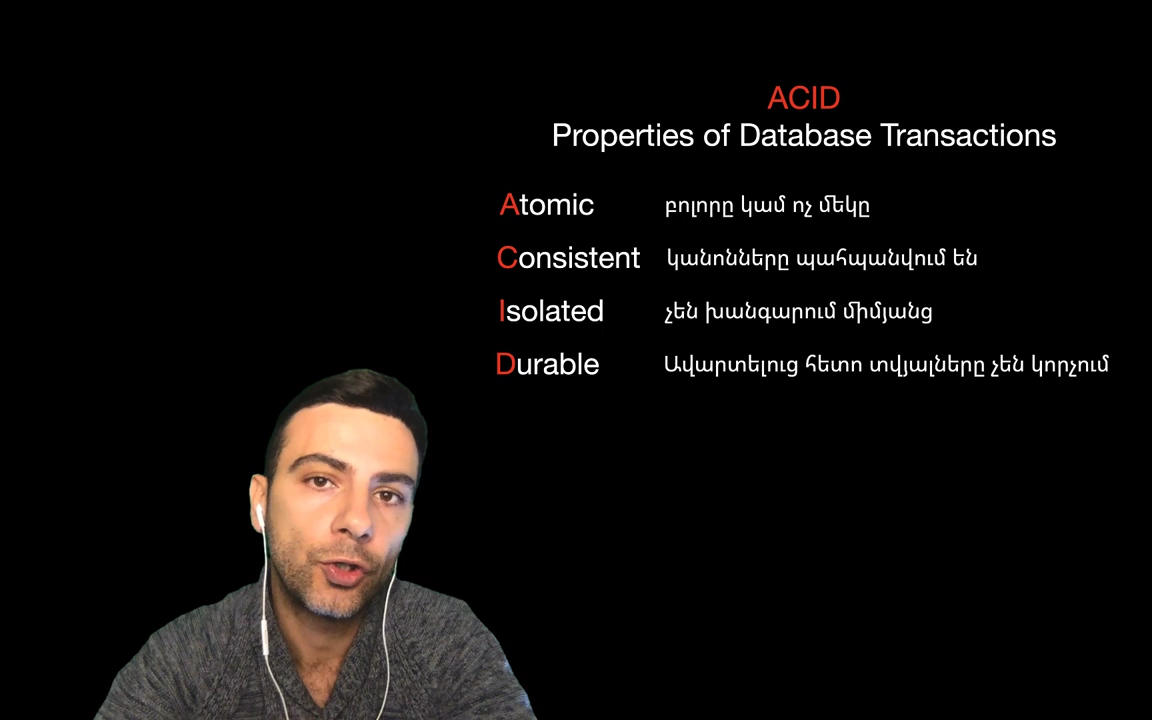 ACID
Properties of Database Transactions
Atomic բոլորը կամ ոչ մեկը
Consistent կանոնները պահպանվում են
Isolated չեն խանգարում միմյանց
Durable Ավարտելուց հետո տվյալները չեն կորչում